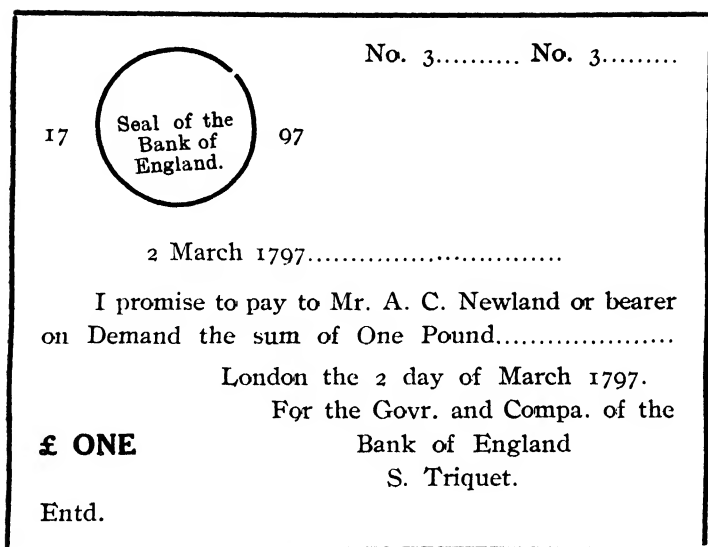 No. 3.......... No. 3.........
17 Seal of the Bank of England. 97
2 March 1797..............................
I promise to pay to Mr. A. C. Newland or bearer
on Demand the sum of One Pound.....................
London the 2 day of March 1797.
For the Govr. and Compa. of the
£ ONE Bank of England
S. Triquet.
Entd.